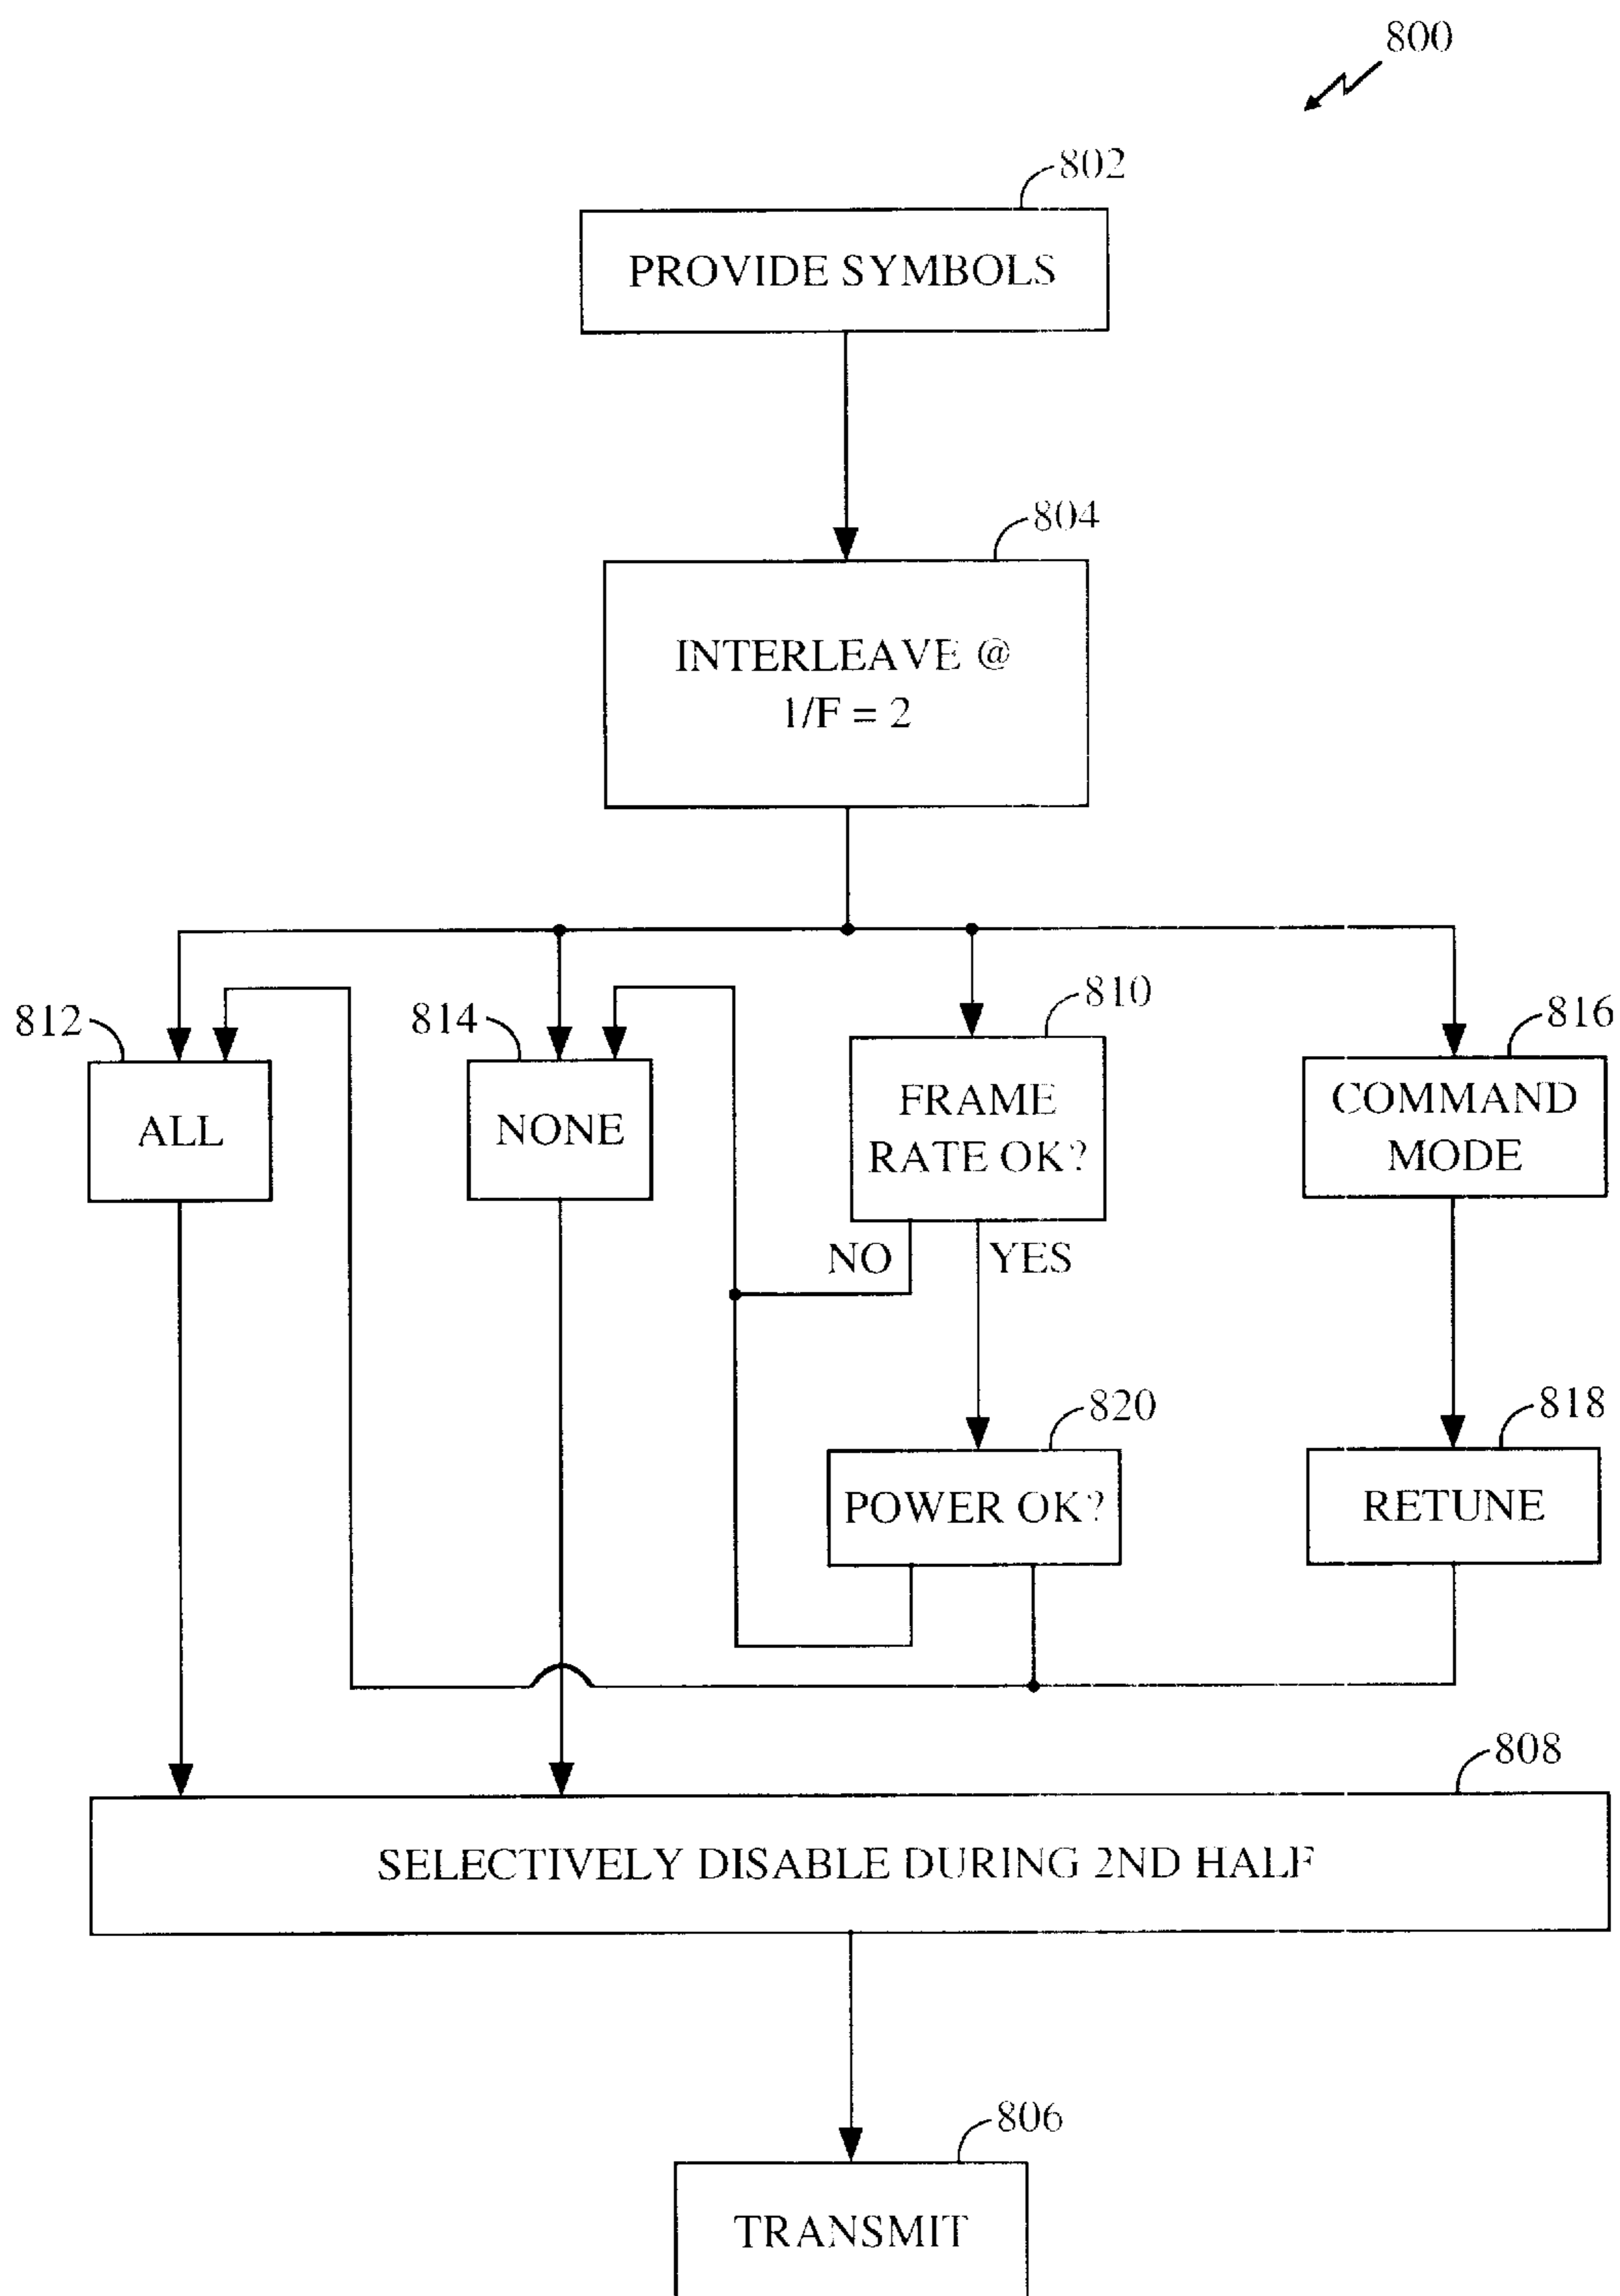 800
802
PROVIDE SYMBOLS
804
INTERLEAVE @
1/F = 2
812
814
810
816
ALL
NONE
FRAME
RATE OK?
COMMAND
MODE
NO
YES
820
818
POWER OK?
RETUNE
808
SELECTIVELY DISABLE DURING 2ND HALF
806
TRANSMIT